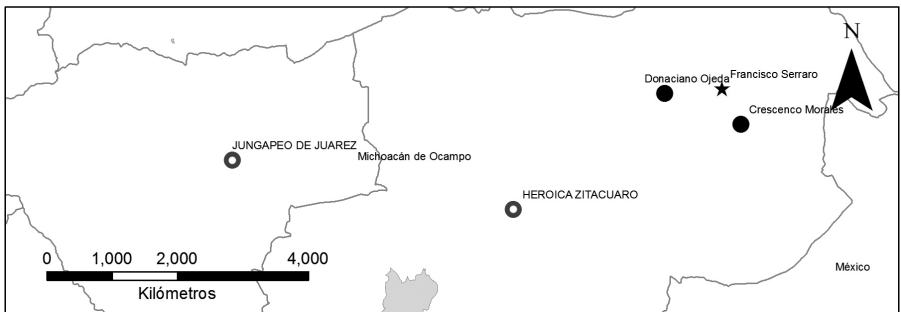 N
Donaciano Ojeda
Francisco Serraro
Crescenco Morales
JUNGAPEO DE JUAREZ
Michoacán de Ocampo
HEROICA ZITACUARO
México
0 1,000 2,000 4,000
Kilómetros